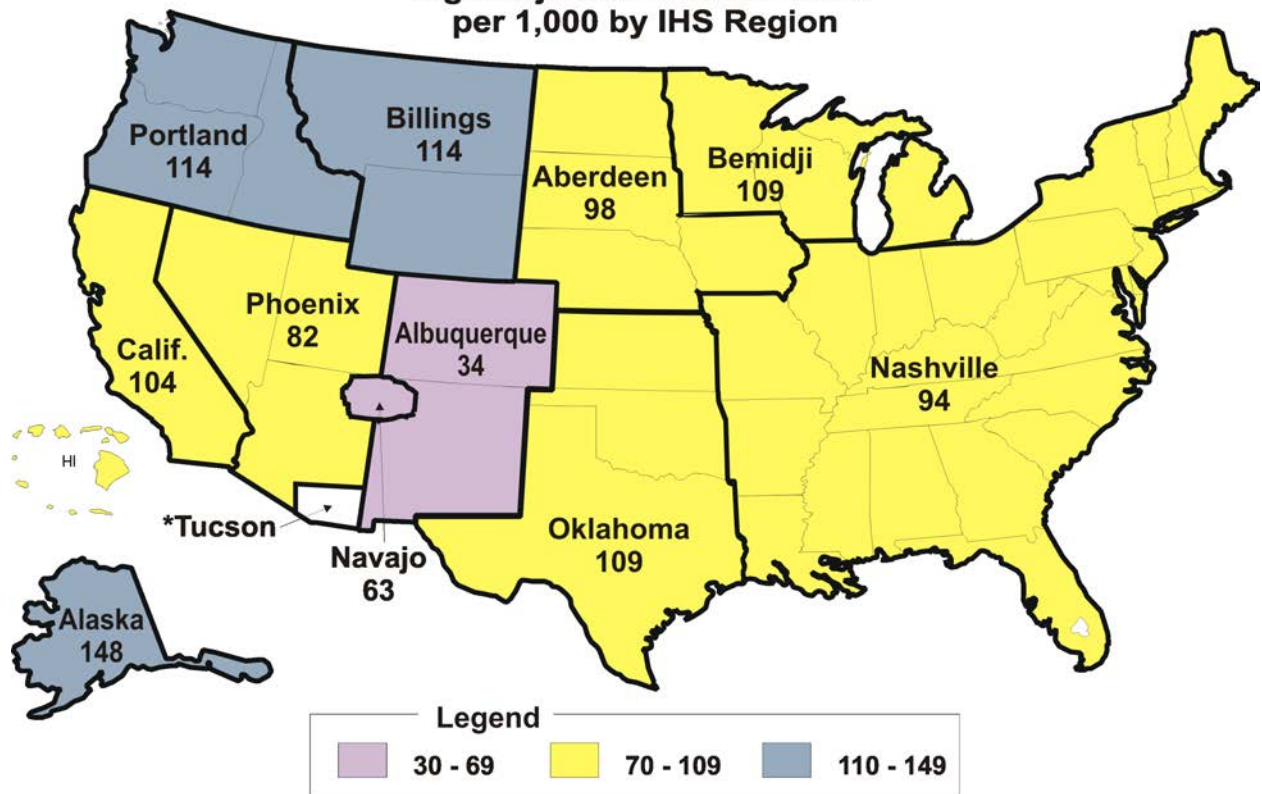 per 1,000 by IHS Region
Portland
114
Billings
114
Aberdeen
98
Bemidji
109
Phoenix
82
Albuquerque
34
Calif.
104
Nashville
94
HI
*Tucson
Navajo
63
Oklahoma
109
Alaska
148
Legend
30 - 69
70 - 109
110 - 149